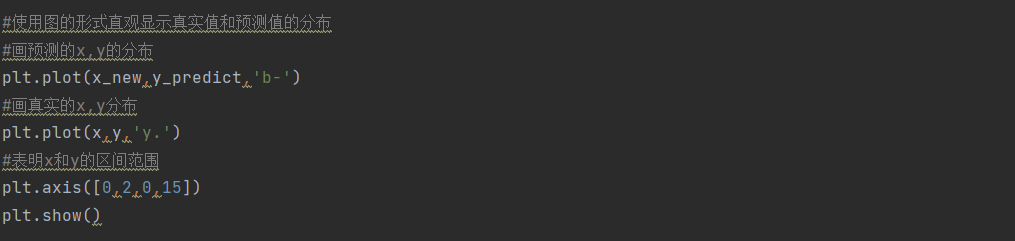 #使用图的形式直观显示真实值和预测值的分布
#画预测的x,y的分布
plt.plot(x_new,y_predict,'b-')
#画真实的x,y分布
plt.plot(x,y,'y.')
#表明x和y的区间范围
plt.axis([0,2,0,15])
plt.show()